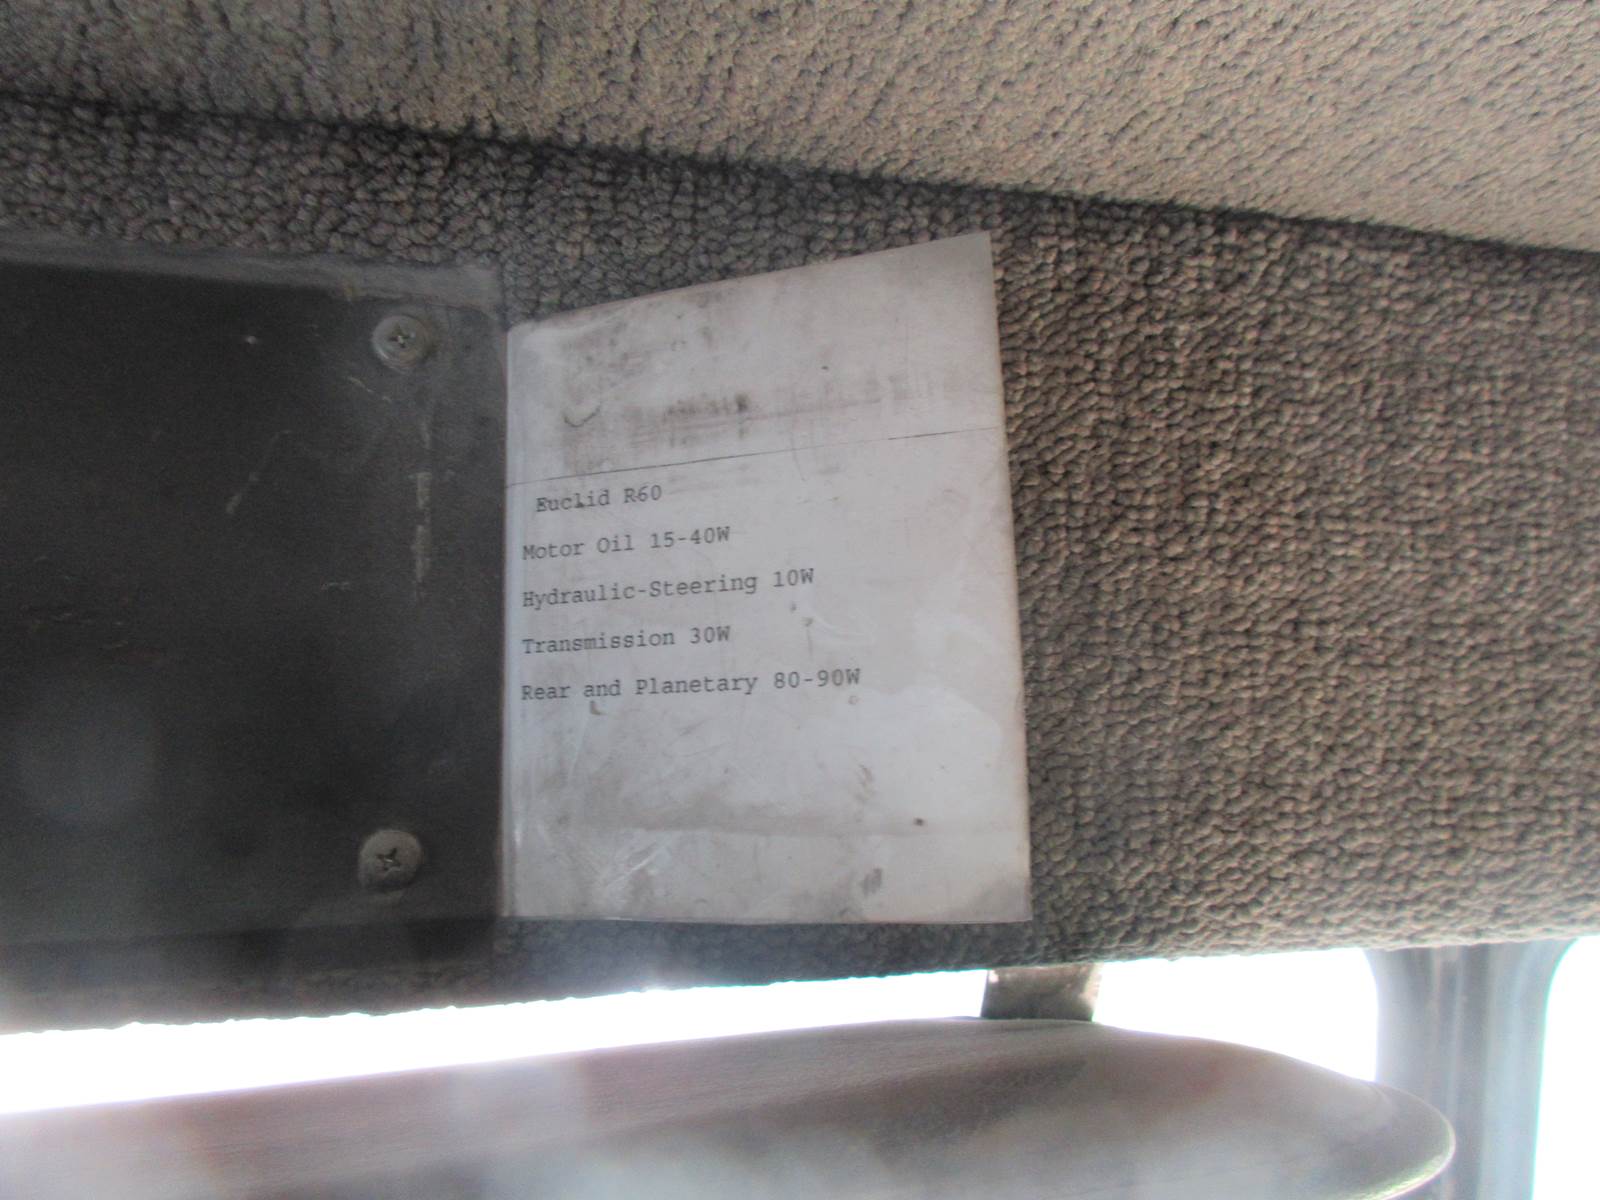 Euclid R60
Motor Oil 15-40W
Hydraulic-Steering 10W
Transmission 30W
Rear and Planetary 80-90W